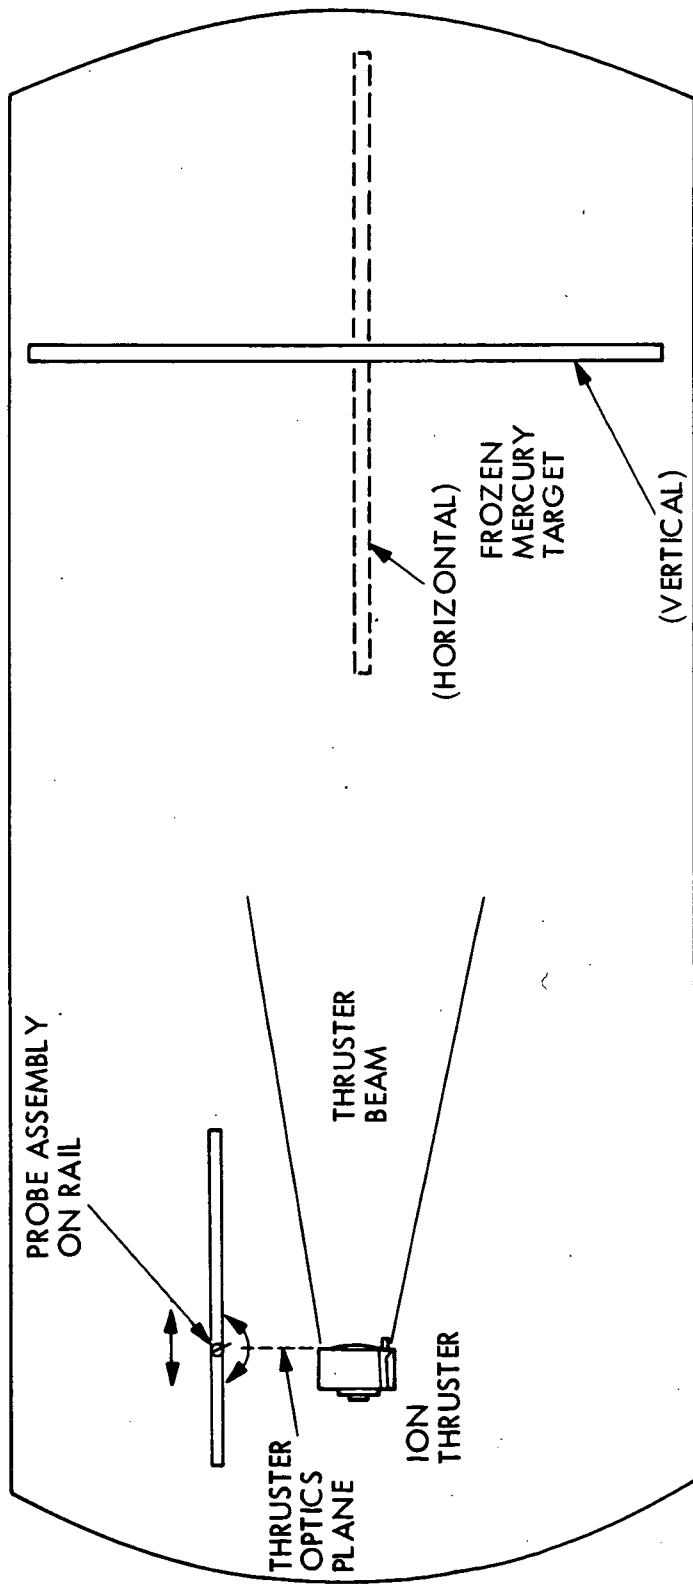 PROBE ASSEMBLY
ON RAIL
THRUSTER
OPTICS
PLANE
ION
THRUSTER
THRUSTER
BEAM
(HORIZONTAL)
FROZEN
MERCURY
TARGET
(VERTICAL)